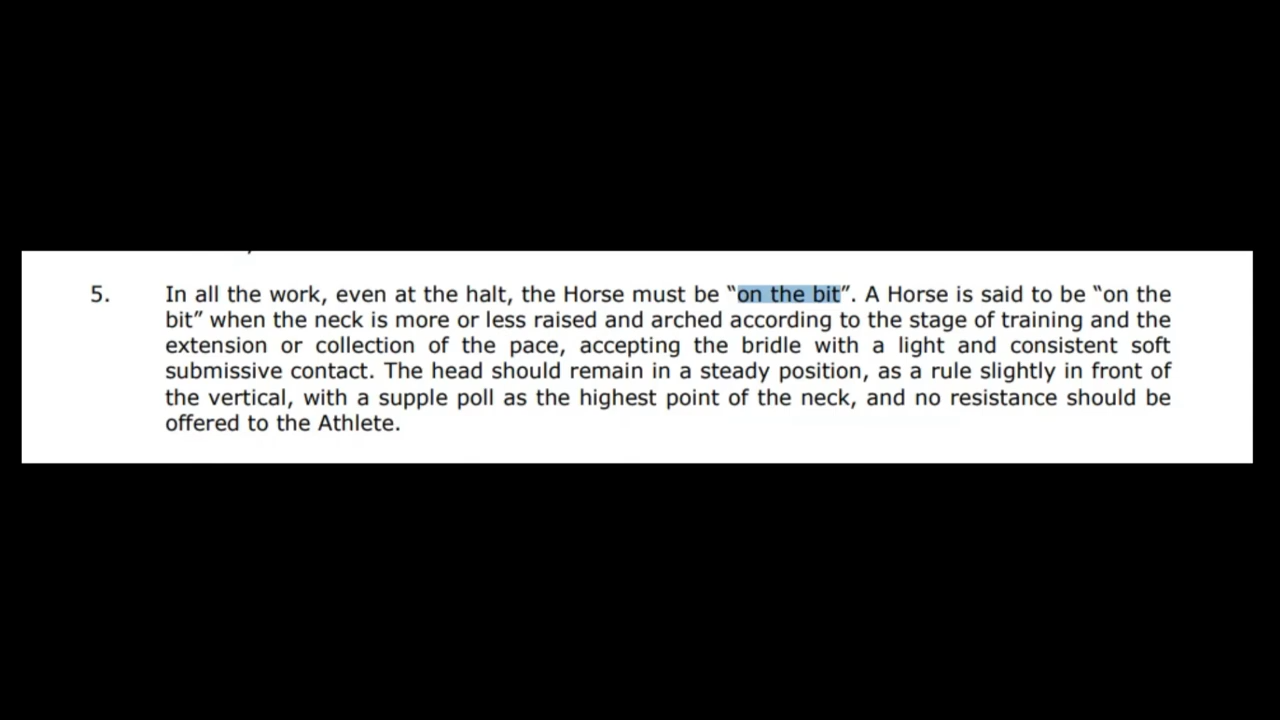 5. In all the work, even at the halt, the Horse must be “on the bit”. A Horse is said to be “on the
bit” when the neck is more or less raised and arched according to the stage of training and the
extension or collection of the pace, accepting the bridle with a light and consistent soft
submissive contact. The head should remain in a steady position, as a rule slightly in front of
the vertical, with a supple poll as the highest point of the neck, and no resistance should be
offered to the Athlete.